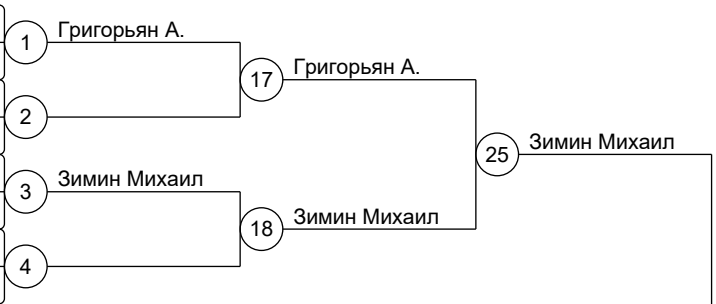 1 Григорьян А.
17 Григорьян А.
2
25 Зимин Михаил
3 Зимин Михаил
18 Зимин Михаил
4